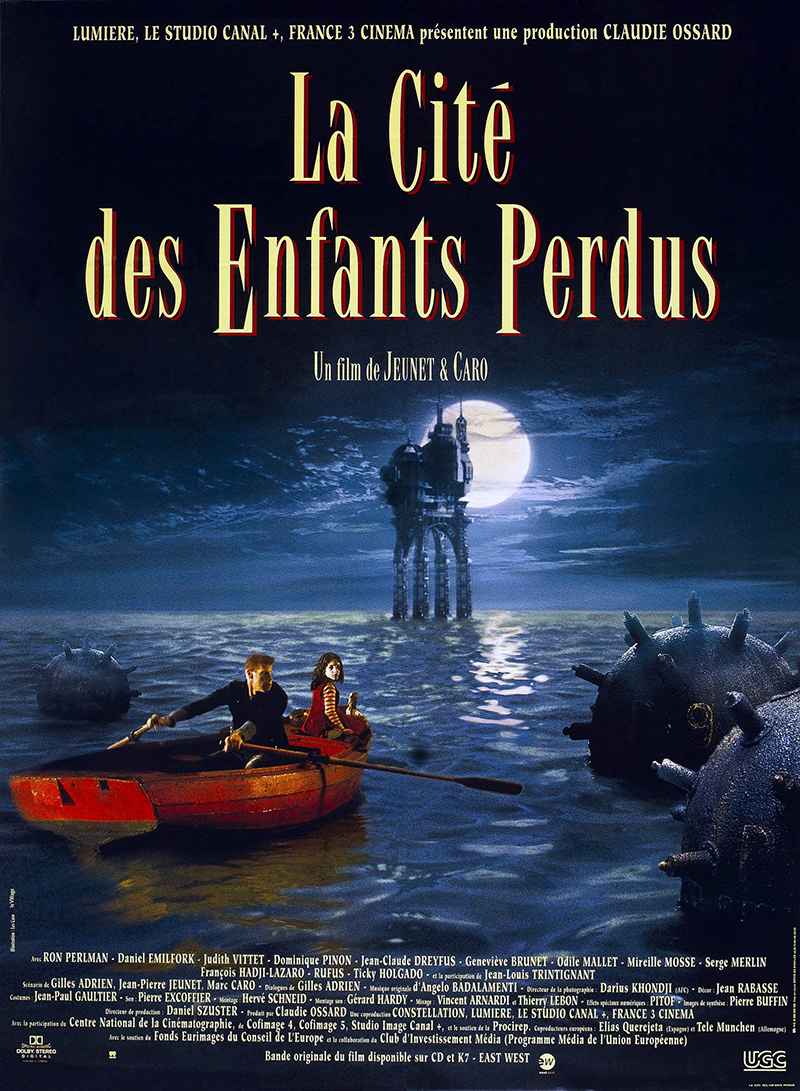 LUMIERE, LE STUDIO CANAL +, FRANCE 3 CINEMA présentent une production CLAUDIE OSSARD
La Cité
des Enfants Perdus
Un film de JEUNET & CARO
9
Avec RON PERLMAN - Daniel EMILFORK - Judith VITTET - Dominique PINON - Jean-Claude DREYFUS - Geneviève BRUNET - Odile MALLET - Mireille MOSSE - Serge MERLIN
François HADJI-LAZARO - RUFUS - Ticky HOLGADO - et la participation de Jean-Louis TRINTIGNANT
Scénario de Gilles ADRIEN, Jean-Pierre JEUNET, Marc CARO - Dialogues de Gilles ADRIEN - Musique originale d'Angelo BADALAMENTI - Directeur de la photographie : Darius KHONDJI (AFC) - Décor : Jean RABASSE
Costumes : Jean-Paul GAULTIER - Son : Pierre EXCOFFIER - Montage : Hervé SCHNEID - Montage son : Gérard HARDY - Mixage : Vincent ARNARDI et Thierry LEBON - Effets spéciaux numériques : PITOF - Images de synthèse : Pierre BUFFIN
Directeur de production : Daniel SZUSTER - Produit par Claudie OSSARD Une coproduction CONSTELLATION, LUMIERE, LE STUDIO CANAL +, FRANCE 3 CINEMA
Avec la participation du Centre National de la Cinématographie, de Cofimage 4, Cofimage 5, Studio Image Canal +, et le soutien de la Procirep. Coproducteurs européens : Elias Querejeta (Espagne) et Tele Munchen (Allemagne)
Avec le soutien du Fonds Eurimages du Conseil de L'Europe et la collaboration du Club d'Investissement Média (Programme Média de l'Union Européenne)
Bande originale du film disponible sur CD et K7 - EAST WEST
DOLBY STEREO
DIGITAL
ew
UGC
LA CITE DES ENFANTS PERDUS